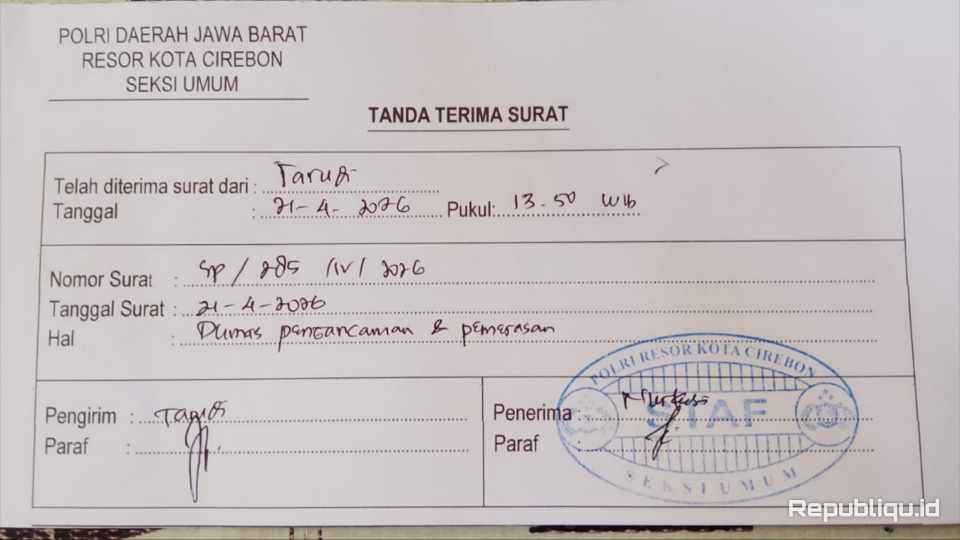 POLRI DAERAH JAWA BARAT
RESOR KOTA CIREBON
SEKSI UMUM
TANDA TERIMA SURAT
Telah diterima surat dari :
Tanggal : 21-4-2026 Pukul: 13.50 WIb
Nomor Surat : SP / 285 /IV/ 2026
Tanggal Surat : 21-4-2026
Hal : Dumas pengancaman & pemerasan
POLRI RESOR KOTA CIREBON
Pengirim :
Penerima :
STAF
Paraf :
Paraf
SEKSI UMUM
Republiqu.id